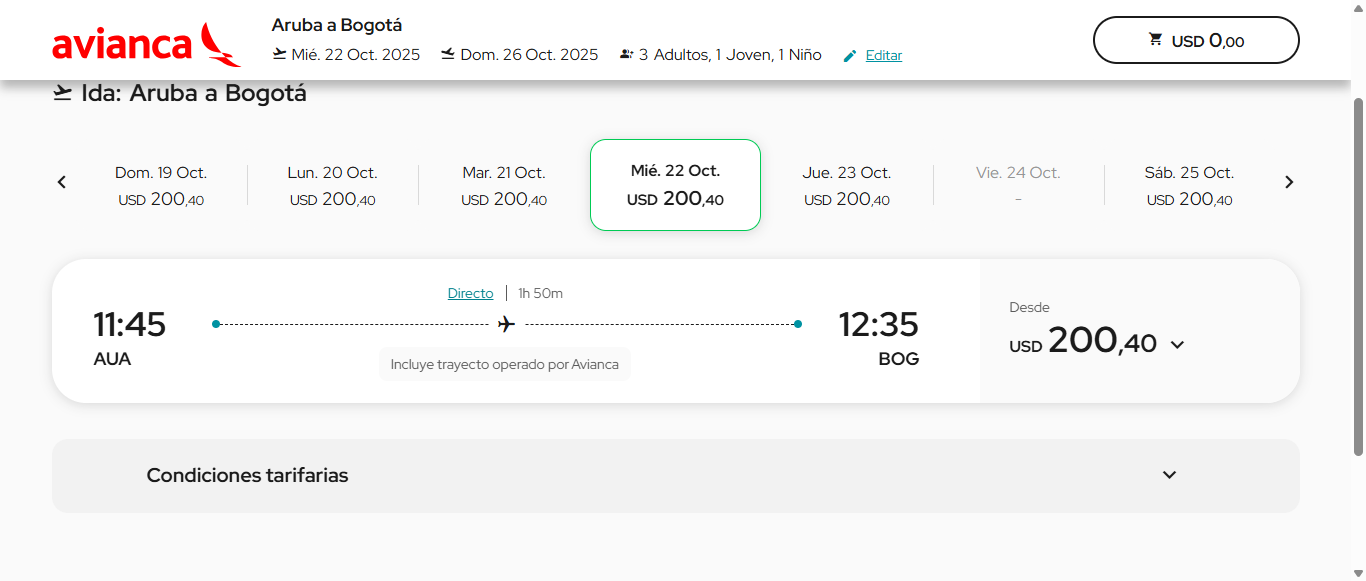 avianca
Aruba a Bogotá
Mié. 22 Oct. 2025 Dom. 26 Oct. 2025 3 Adultos, 1 Joven, 1 Niño Editar
USD 0,00
Ida: Aruba a Bogotá
Dom. 19 Oct. Lun. 20 Oct. Mar. 21 Oct. Mié. 22 Oct. Jue. 23 Oct. Vie. 24 Oct. Sáb. 25 Oct.
USD 200,40 USD 200,40 USD 200,40 USD 200,40 USD 200,40 - USD 200,40
Directo | 1h 50m
11:45 12:35
AUA BOG
Incluye trayecto operado por Avianca
Desde
USD 200,40
Condiciones tarifarias